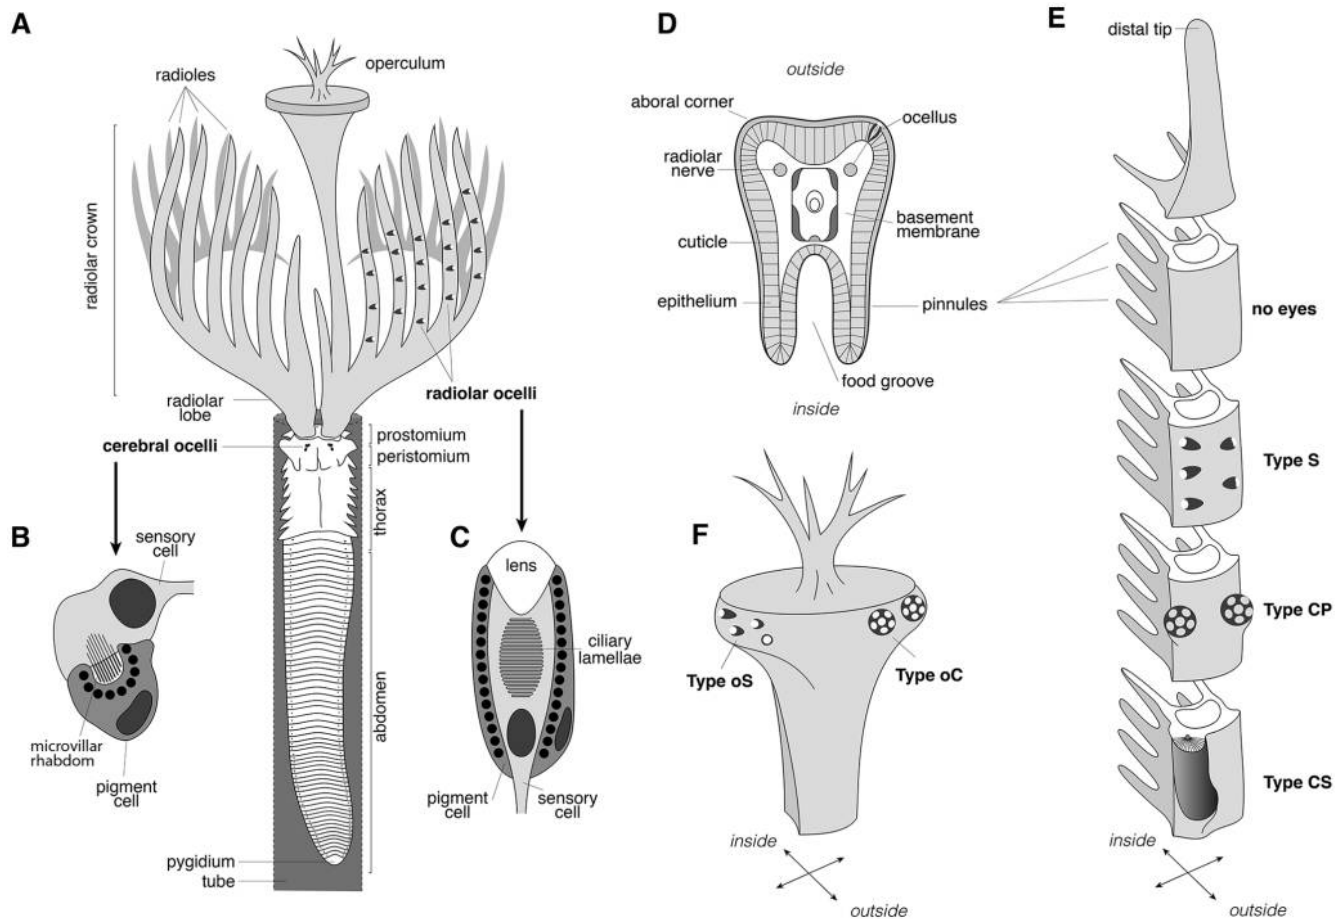 A
operculum
radioles
radiolar crown
radiolar
lobe
radiolar ocelli
cerebral ocelli
prostomium
peristomium
thorax
abdomen
pygidium
tube
B
sensory
cell
microvillar
rhabdom
pigment
cell
C
lens
ciliary
lamellae
pigment
cell
sensory
cell
D
outside
aboral corner
ocellus
radiolar
nerve
basement
membrane
cuticle
epithelium
pinnules
food groove
inside
E
distal tip
no eyes
Type S
Type CP
Type CS
inside
outside
F
Type oS
Type oC
inside
outside